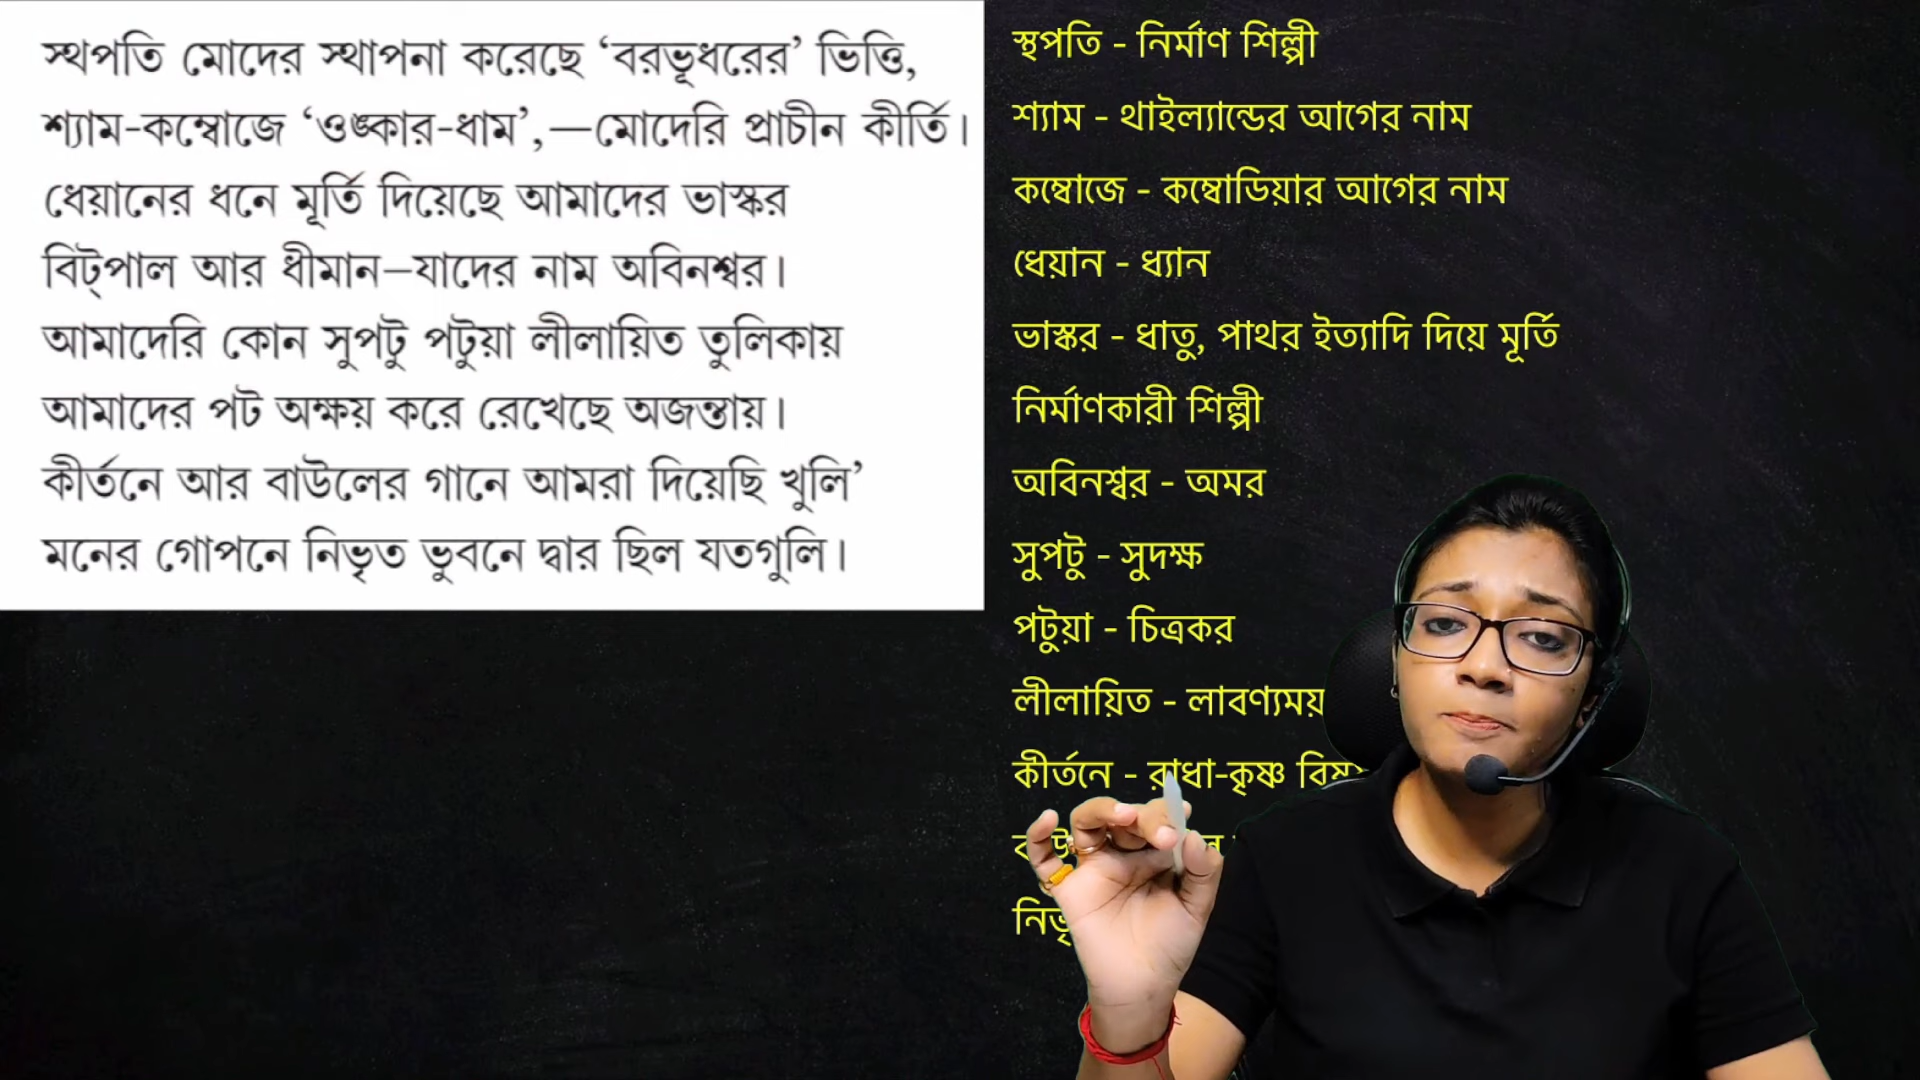 স্থপতি মোদের স্থাপনা করেছে ‘বরভূধরের’ ভিত্তি,
শ্যাম-কম্বোজে ‘ওঙ্কার-ধাম’,—মোদেরি প্রাচীন কীর্তি।
ধেয়ানের ধনে মূর্তি দিয়েছে আমাদের ভাস্কর
বিট্‌পাল আর ধীমান—যাদের নাম অবিনশ্বর।
আমাদেরি কোন সুপটু পটুয়া লীলায়িত তুলিকায়
আমাদের পট অক্ষয় করে রেখেছে অজন্তায়।
কীর্তনে আর বাউলের গানে আমরা দিয়েছি খুলি’
মনের গোপনে নিভৃত ভুবনে দ্বার ছিল যতগুলি।
স্থপতি - নির্মাণ শিল্পী
শ্যাম - থাইল্যান্ডের আগের নাম
কম্বোজে - কম্বোডিয়ার আগের নাম
ধেয়ান - ধ্যান
ভাস্কর - ধাতু, পাথর ইত্যাদি দিয়ে মূর্তি
নির্মাণকারী শিল্পী
অবিনশ্বর - অমর
সুপটু - সুদক্ষ
পটুয়া - চিত্রকর
লীলায়িত - লাবণ্যময়
কীর্তনে - রাধা-কৃষ্ণ